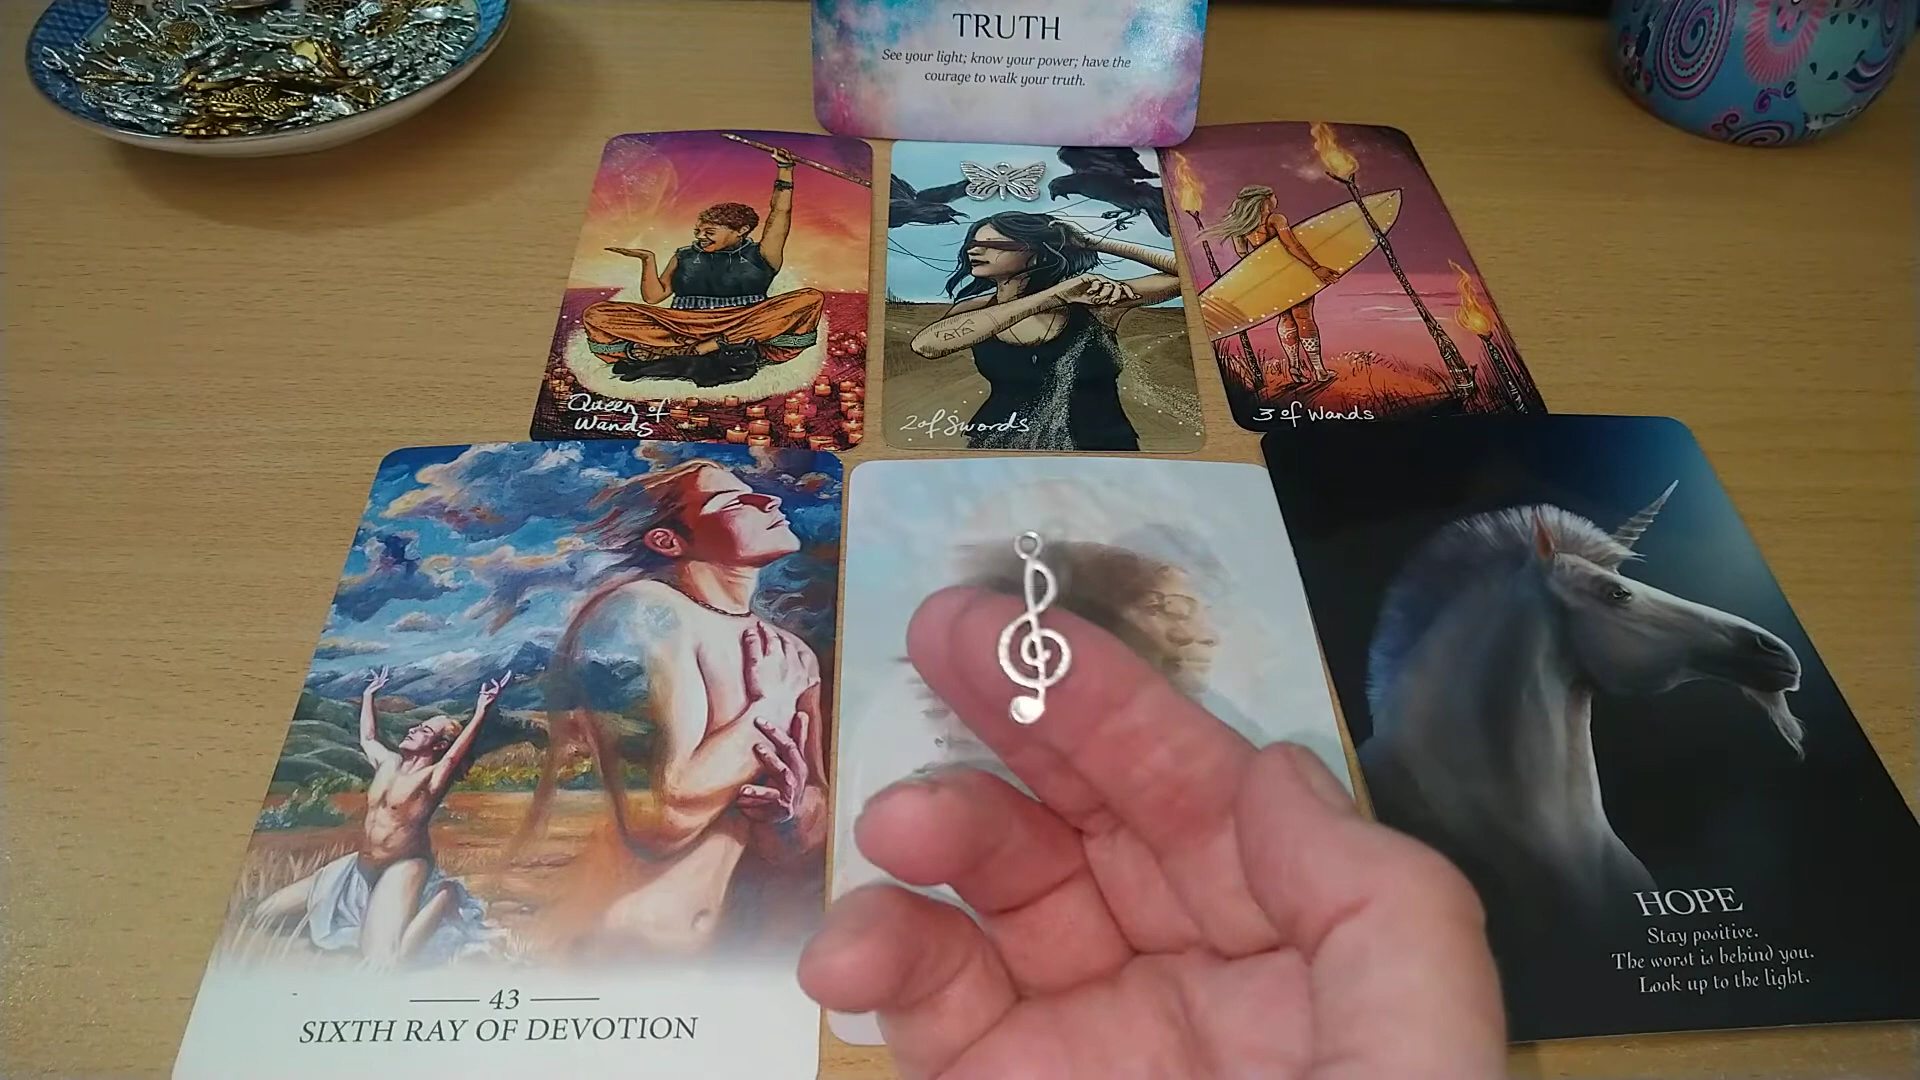 TRUTH
See your light; know your power; have the
courage to walk your truth.
Queen of
Wands
2 of Swords
3 of Wands
43
SIXTH RAY OF DEVOTION
HOPE
Stay positive.
The worst is behind you.
Look up to the light.